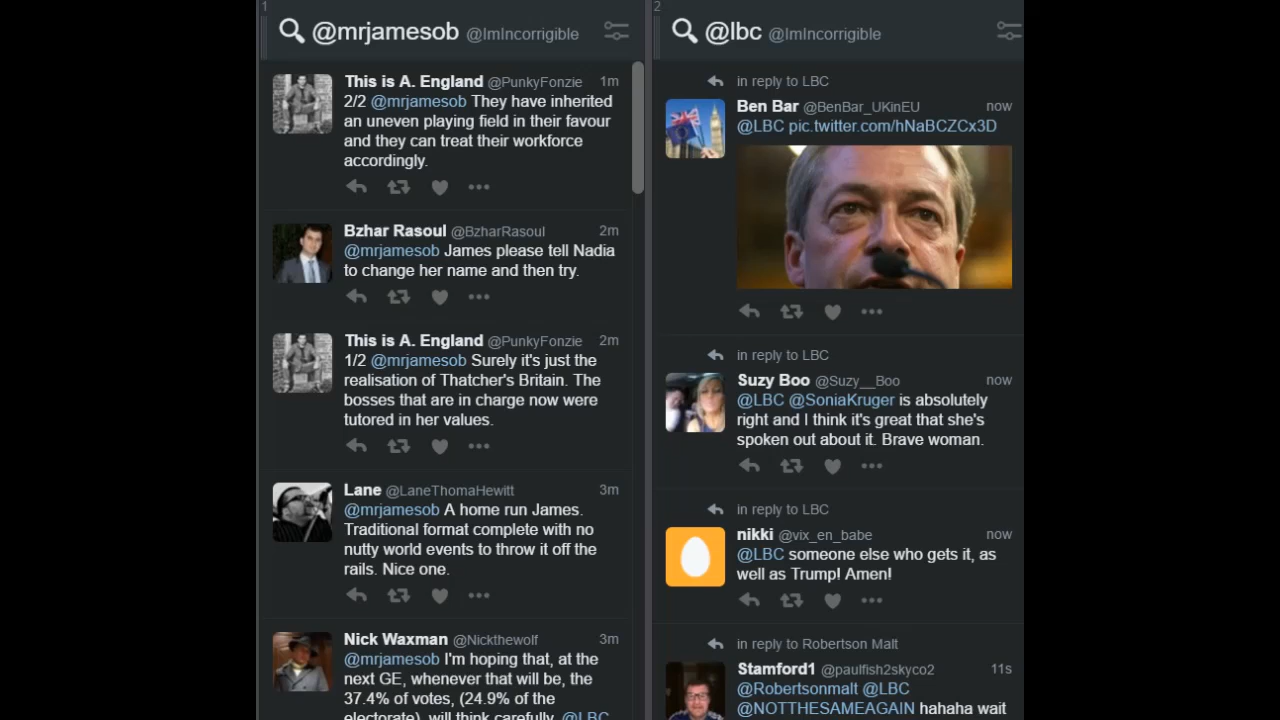 1
@mrjamesob @ImIncorrigible
This is A. England @PunkyFonzie 1m
2/2 @mrjamesob They have inherited
an uneven playing field in their favour
and they can treat their workforce
accordingly.
Bzhar Rasoul @BzharRasoul 2m
@mrjamesob James please tell Nadia
to change her name and then try.
This is A. England @PunkyFonzie 2m
1/2 @mrjamesob Surely it's just the
realisation of Thatcher's Britain. The
bosses that are in charge now were
tutored in her values.
Lane @LaneThomaHewitt 3m
@mrjamesob A home run James.
Traditional format complete with no
nutty world events to throw it off the
rails. Nice one.
Nick Waxman @Nickthewolf 3m
@mrjamesob I'm hoping that, at the
next GE, whenever that will be, the
37.4% of votes, (24.9% of the
electorate), will think carefully. @LBC
2
@lbc @ImIncorrigible
in reply to LBC
Ben Bar @BenBar_UKinEU now
@LBC pic.twitter.com/hNaBCZCx3D
in reply to LBC
Suzy Boo @Suzy__Boo now
@LBC @SoniaKruger is absolutely
right and I think it's great that she's
spoken out about it. Brave woman.
in reply to LBC
nikki @vix_en_babe now
@LBC someone else who gets it, as
well as Trump! Amen!
in reply to Robertson Malt
Stamford1 @paulfish2skyco2 11s
@Robertsonmalt @LBC
@NOTTHESAMEAGAIN hahaha wait